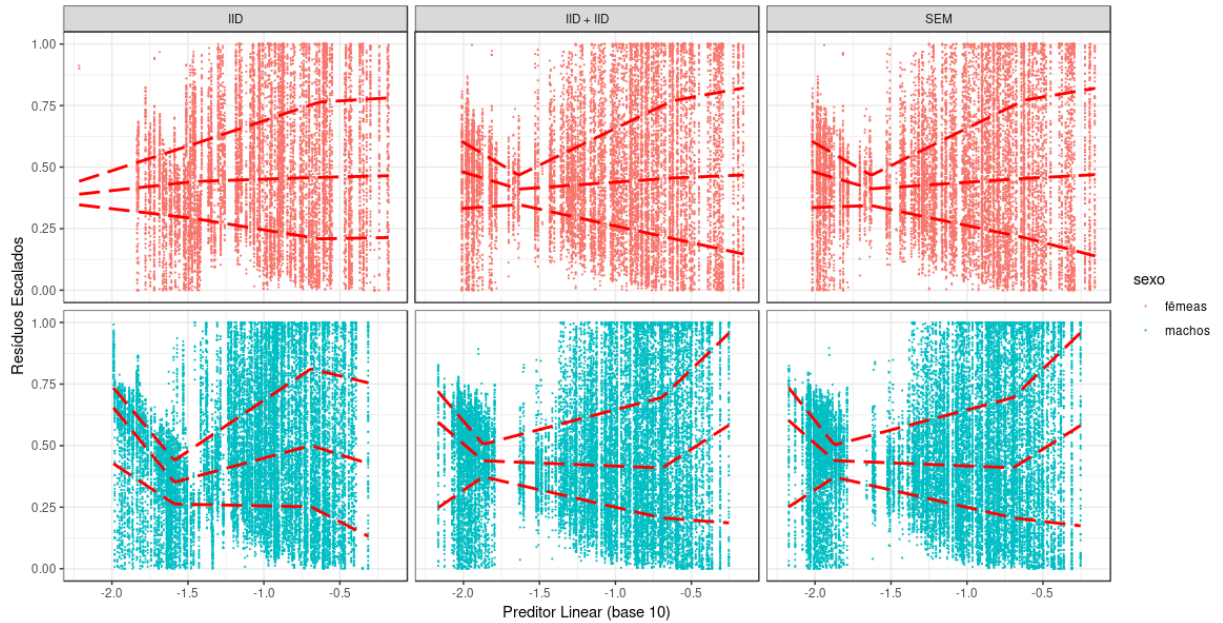 IID
IID + IID
SEM
1.00
0.75
0.50
0.25
0.00
1.00
0.75
0.50
0.25
0.00
Resíduos Escalados
-2.0 -1.5 -1.0 -0.5
-2.0 -1.5 -1.0 -0.5
-2.0 -1.5 -1.0 -0.5
Preditor Linear (base 10)
sexo
fêmeas
machos